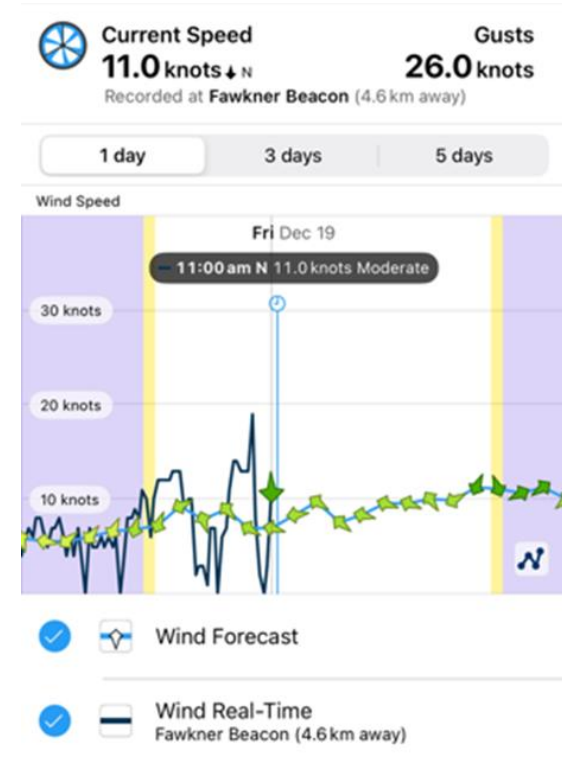 Current Speed
Gusts
11.0 knots N
26.0 knots
Recorded at Fawkner Beacon (4.6 km away)
1 day
3 days
5 days
Wind Speed
Fri Dec 19
11:00 am N 11.0 knots Moderate
30 knots
20 knots
10 knots
Wind Forecast
Wind Real-Time
Fawkner Beacon (4.6 km away)